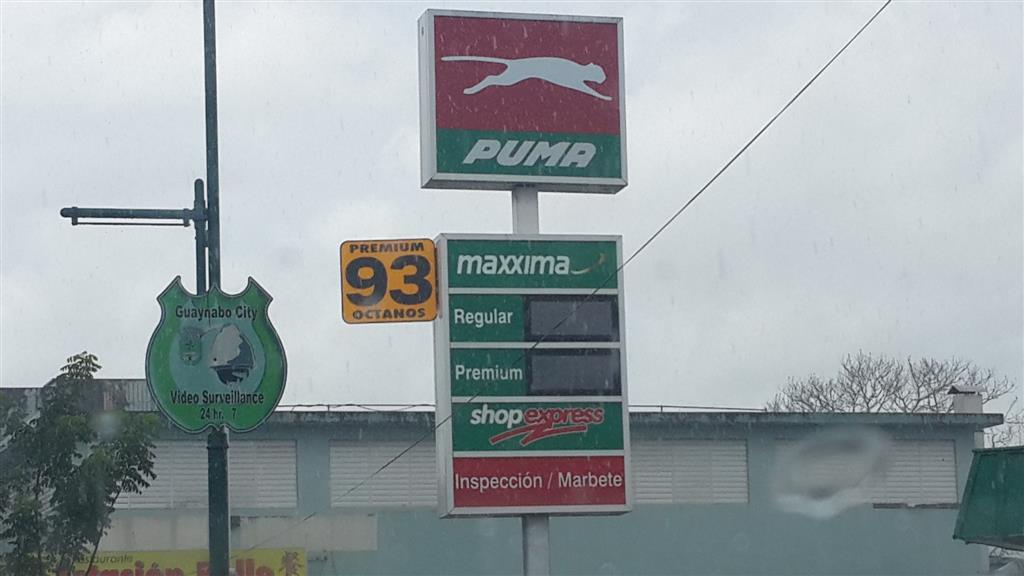 PUMA
PREMIUM
93
OCTANOS
maxxima
Regular
Premium
shopexpress
Inspección / Marbete
Guaynabo City
Video Surveillance
24 hr. 7